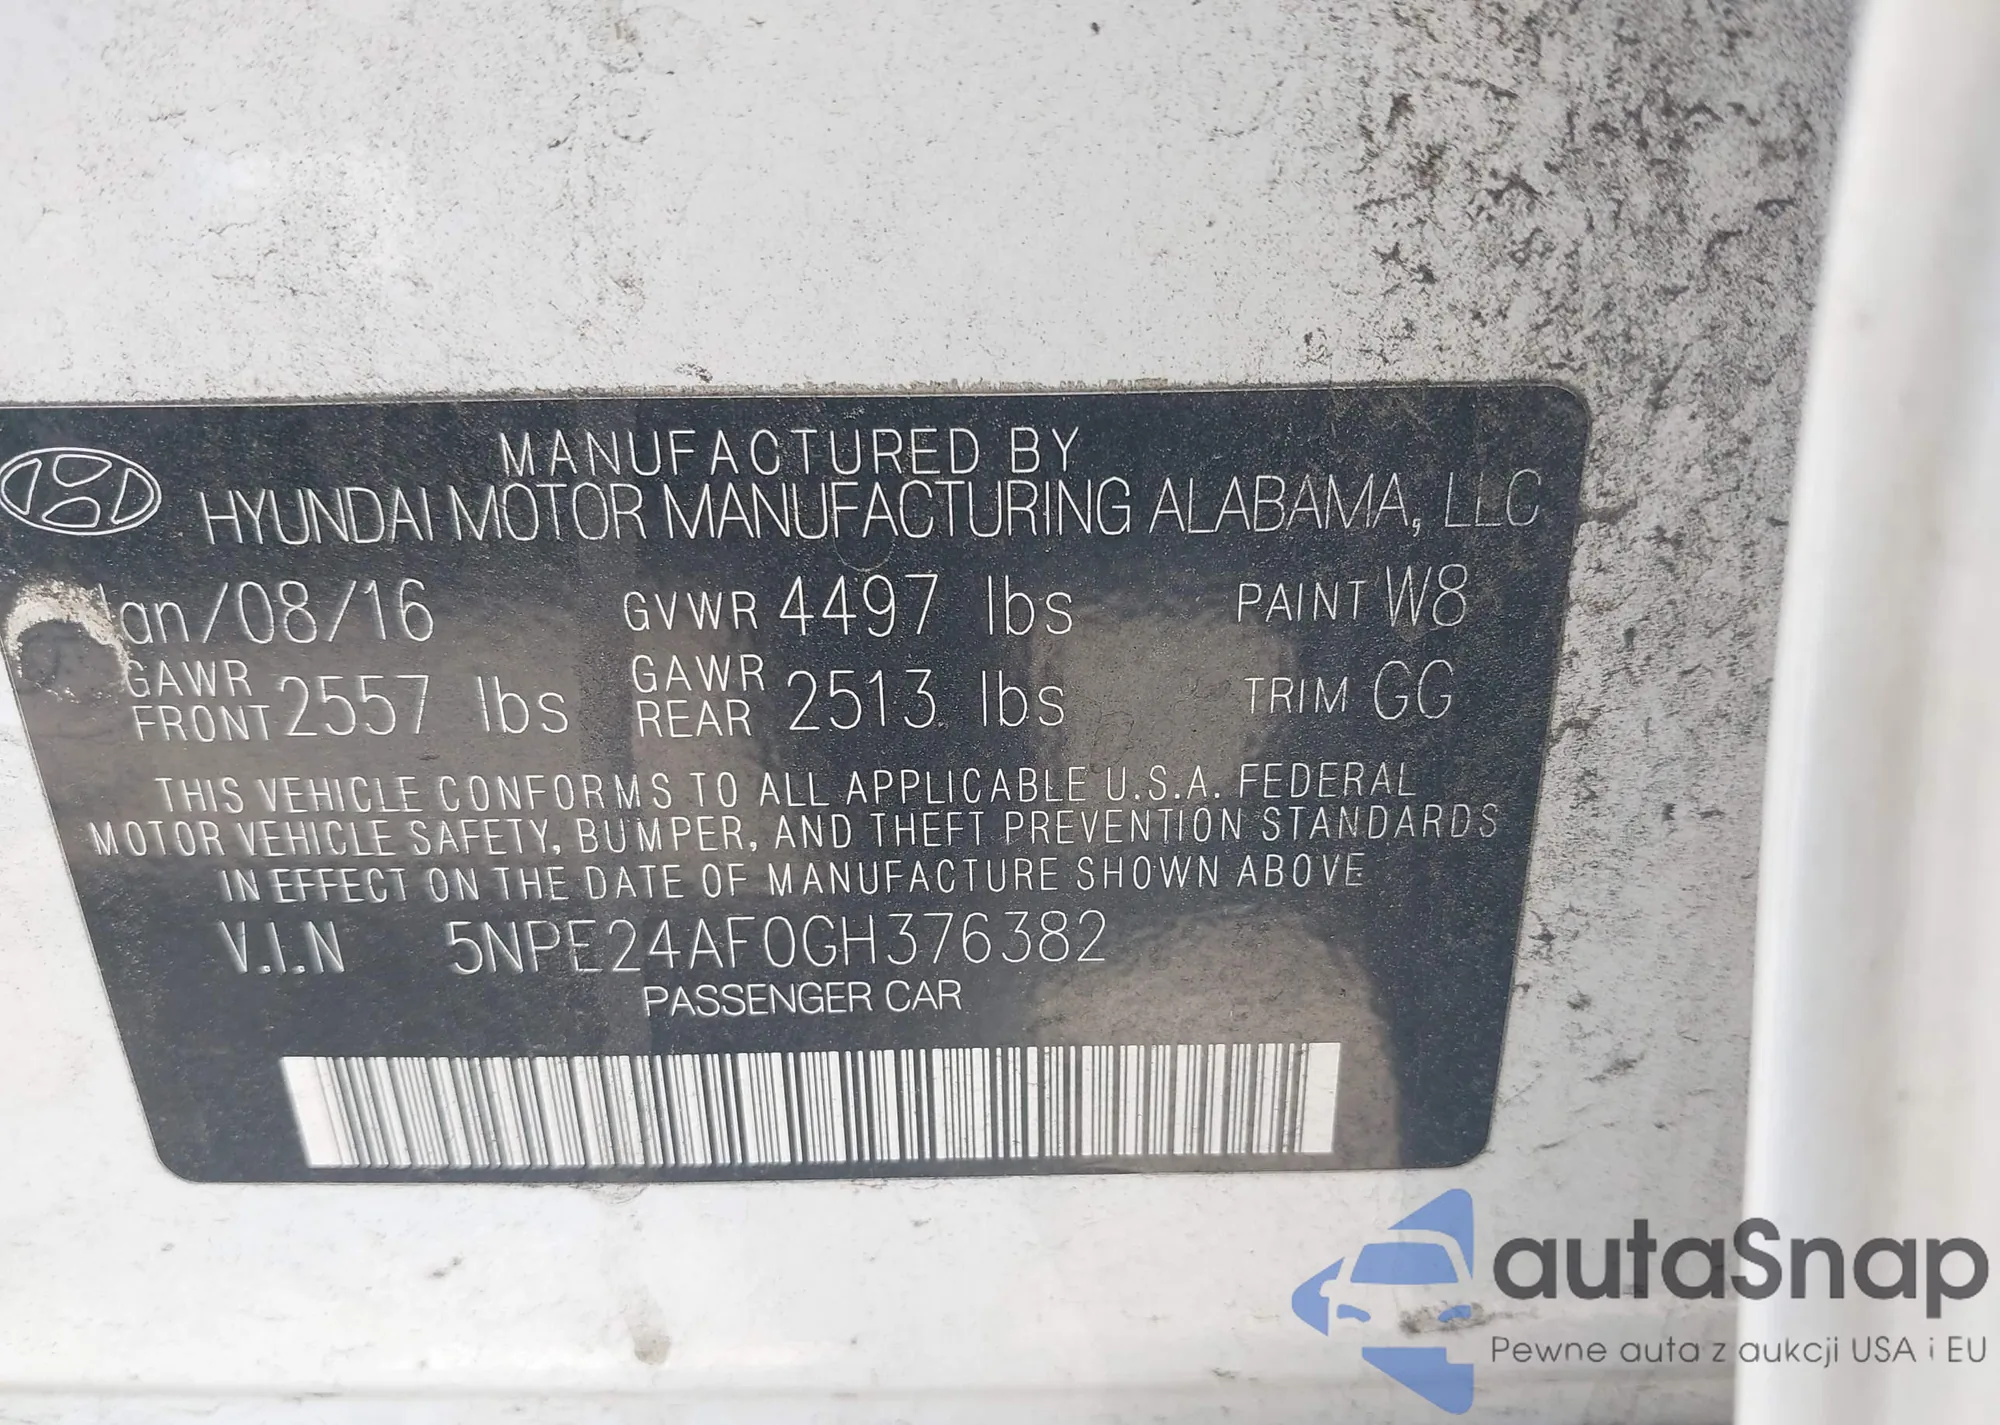 MANUFACTURED BY
HYUNDAI MOTOR MANUFACTURING ALABAMA, LLC
Jan/08/16 GVWR 4497 lbs PAINT W8
GAWR FRONT 2557 lbs GAWR REAR 2513 lbs TRIM GG
THIS VEHICLE CONFORMS TO ALL APPLICABLE U.S.A. FEDERAL
MOTOR VEHICLE SAFETY, BUMPER, AND THEFT PREVENTION STANDARDS
IN EFFECT ON THE DATE OF MANUFACTURE SHOWN ABOVE
V.I.N 5NPE24AF0GH376382
PASSENGER CAR
autaSnap
Pewne auta z aukcji USA i EU